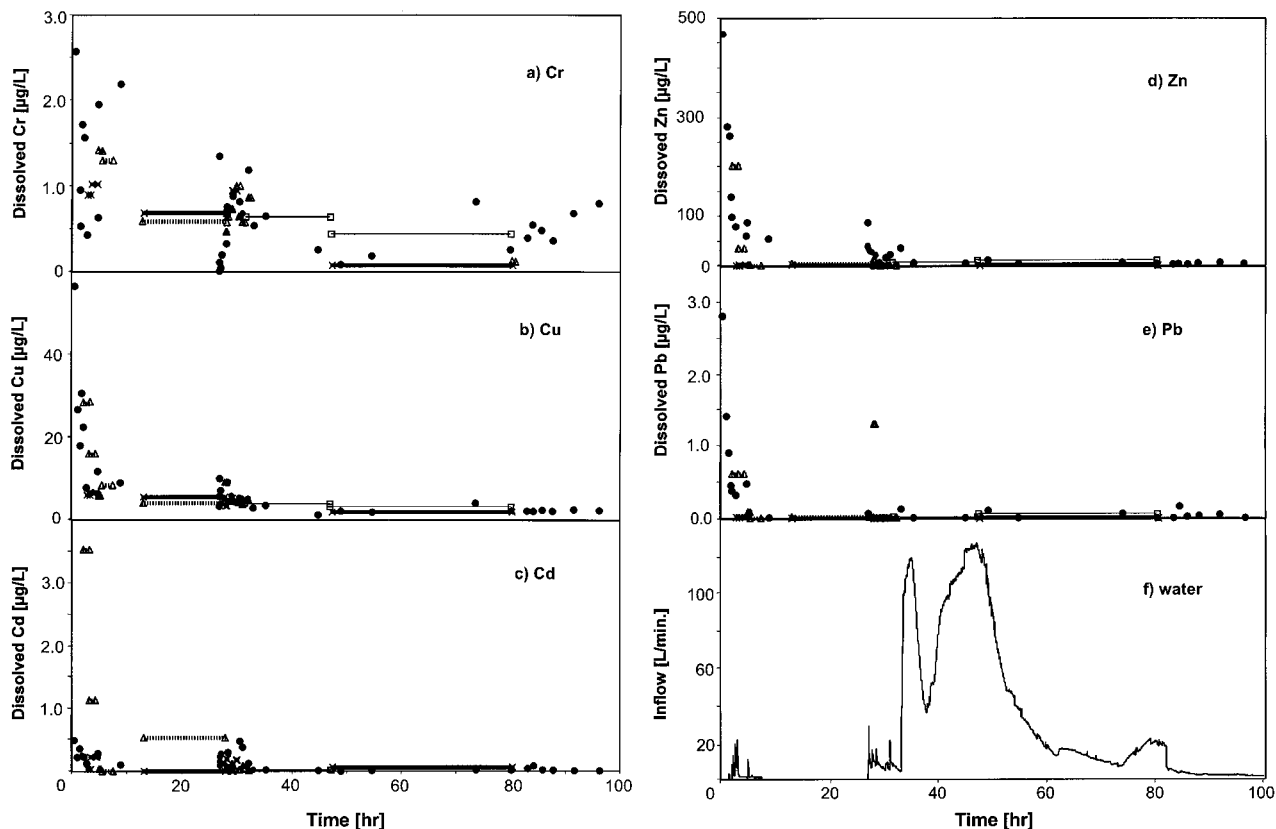 Dissolved Cr [µg/L]
3.0
2.0
1.0
0
a) Cr
Dissolved Cu [µg/L]
40
20
0
b) Cu
Dissolved Cd [µg/L]
3.0
2.0
1.0
0
c) Cd
0 20 40 60 80 100
Time [hr]
Dissoved Zn [µg/L]
500
300
100
0
d) Zn
Dissolved Pb [µg/L]
3.0
2.0
1.0
0
e) Pb
Inflow [L/min.]
100
60
20
f) water
0 20 40 60 80 100
Time [hr]